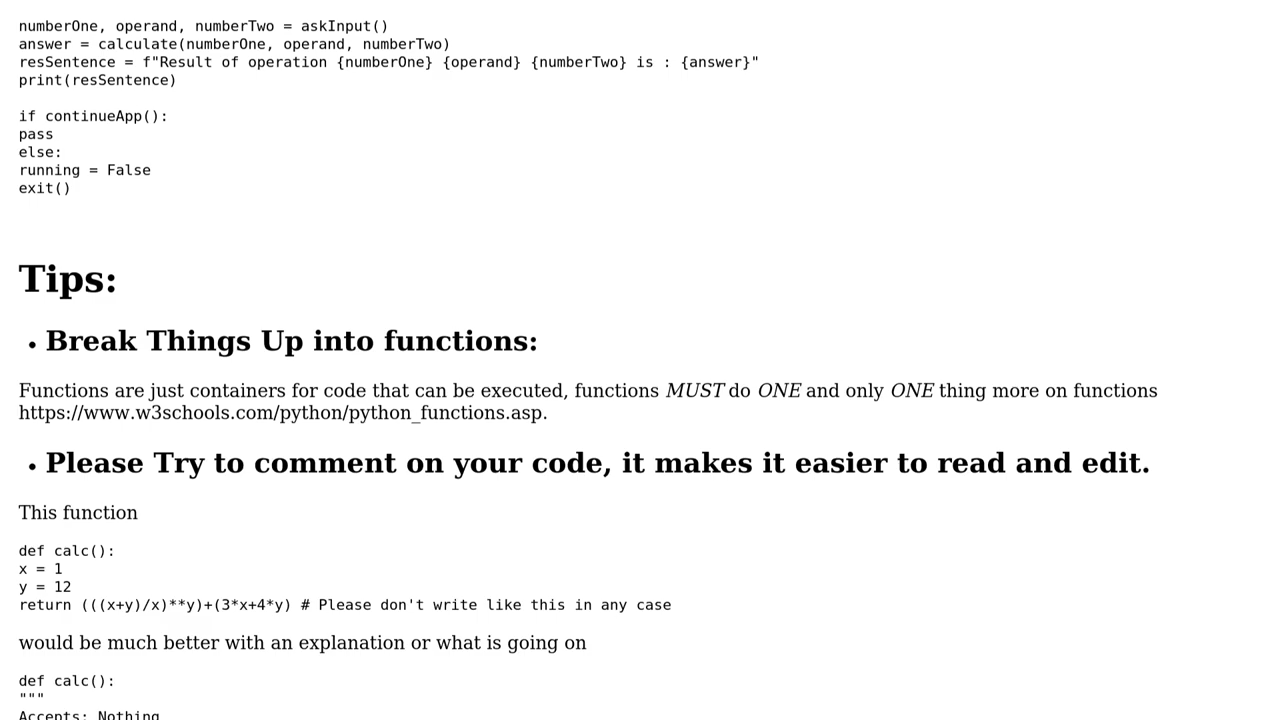 numberOne, operand, numberTwo = askInput()
answer = calculate(numberOne, operand, numberTwo)
resSentence = f"Result of operation {numberOne} {operand} {numberTwo} is : {answer}"
print(resSentence)

if continueApp():
pass
else:
running = False
exit()

Tips:
• Break Things Up into functions:
Functions are just containers for code that can be executed, functions MUST do ONE and only ONE thing more on functions
https://www.w3schools.com/python/python_functions.asp.
• Please Try to comment on your code, it makes it easier to read and edit.
This function
def calc():
x = 1
y = 12
return (((x+y)/x)**y)+(3*x+4*y) # Please don't write like this in any case
would be much better with an explanation or what is going on
def calc():
"""
Accepts: Nothing